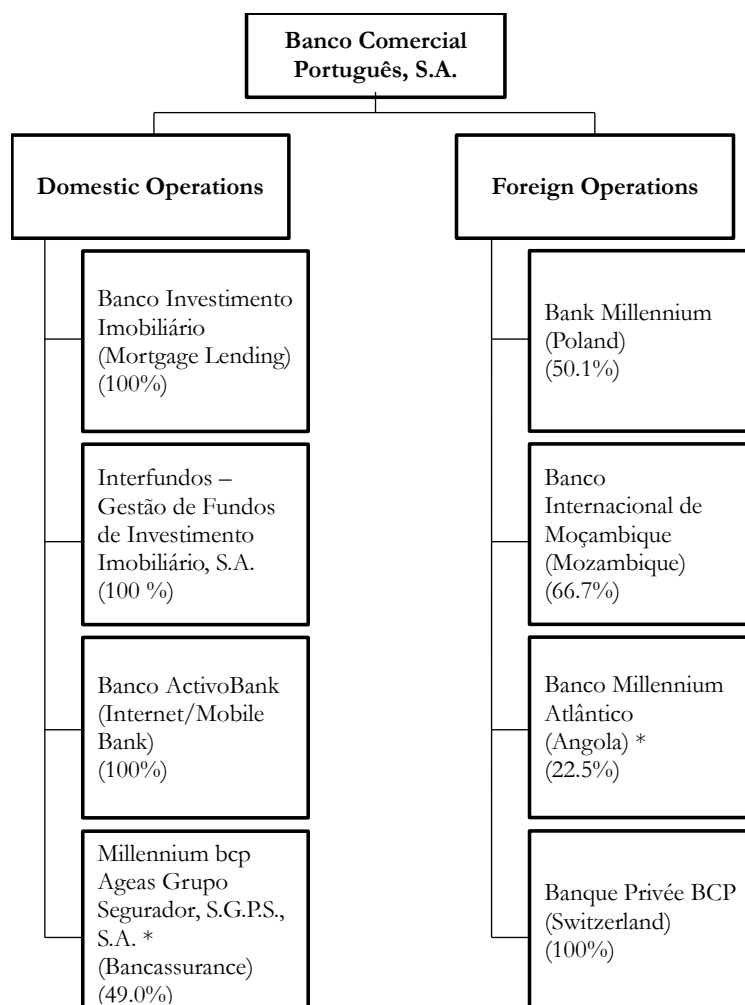 Banco Comercial
Português, S.A.
Domestic Operations
Banco Investimento
Imobiliário
(Mortgage Lending)
(100%)
Interfundos –
Gestão de Fundos
de Investimento
Imobiliário, S.A.
(100 %)
Banco ActivoBank
(Internet/Mobile
Bank)
(100%)
Millennium bcp
Ageas Grupo
Segurador, S.G.P.S.,
S.A. *
(Bancassurance)
(49.0%)
Foreign Operations
Bank Millennium
(Poland)
(50.1%)
Banco
Internacional de
Moçambique
(Mozambique)
(66.7%)
Banco Millennium
Atlântico
(Angola) *
(22.5%)
Banque Privée BCP
(Switzerland)
(100%)